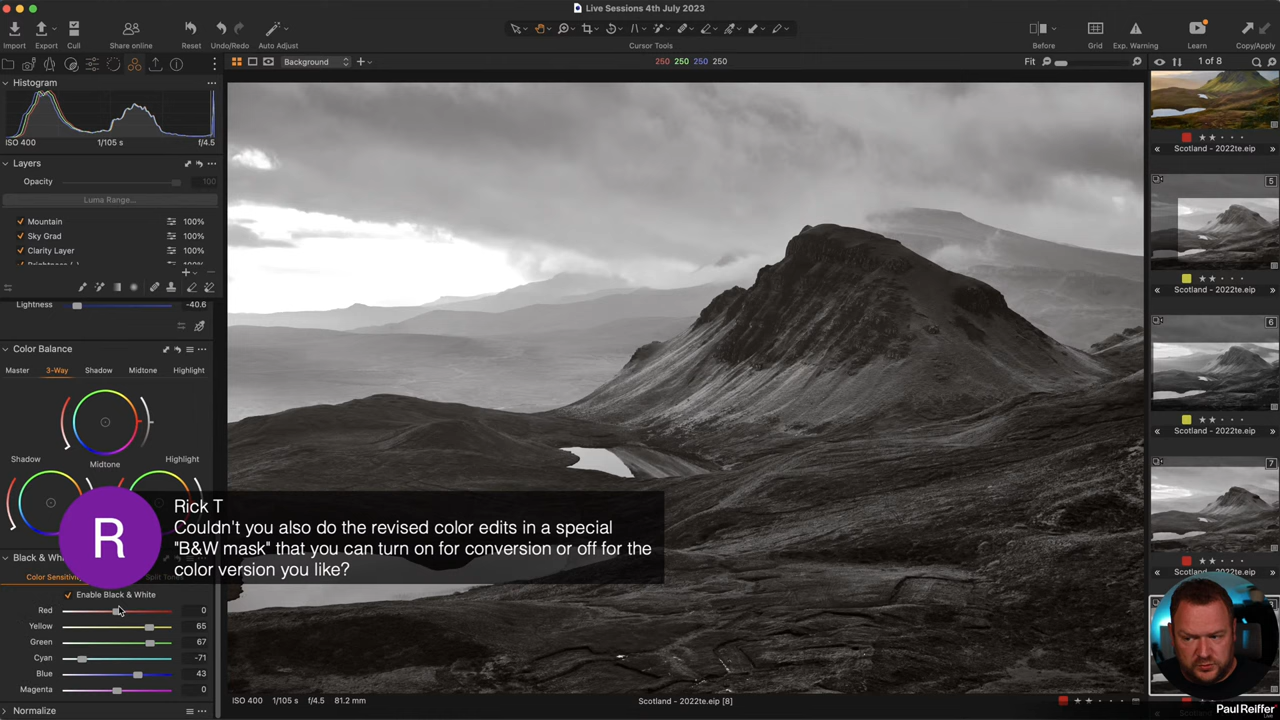 Live Sessions 4th July 2023
Import
Export
Cull
Share online
Reset
Undo/Redo
Auto Adjust
Cursor Tools
Before
Grid
Exp. Warning
Learn
Copy/Apply
Background
250 250 250 250
Fit
1 of 8
Histogram
ISO 400
1/105 s
f/4.5
Layers
Opacity
100
Luma Range...
Mountain
100%
Sky Grad
100%
Clarity Layer
100%
Lightness
-40.6
Color Balance
Master
3-Way
Shadow
Midtone
Highlight
Shadow
Highlight
Midtone
R
Rick T
Couldn't you also do the revised color edits in a special
"B&W mask" that you can turn on for conversion or off for the
color version you like?
Enable Black & White
Red
0
Yellow
65
Green
67
Cyan
-71
Blue
43
Magenta
0
Normalize
ISO 400
1/105 s
f/4.5
81.2 mm
Scotland - 2022te.eip [8]
Scotland - 2022te.eip
5
Scotland - 2022te.eip
6
Scotland - 2022te.eip
7
Paul Reiffer
Live